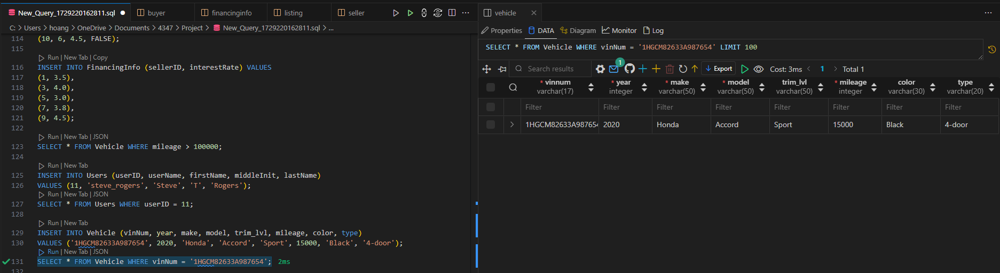 New_Query_1729220162811.sql
buyer
financinginfo
listing
seller
C: > Users > hoang > OneDrive > Documents > 4347 > Project > New_Query_1729220162811.sql > ...
114 (10, 6, 4.5, FALSE);
115
Run | New Tab | Copy
116 INSERT INTO FinancingInfo (sellerID, interestRate) VALUES
117 (1, 3.5),
118 (3, 4.0),
119 (5, 3.0),
120 (7, 3.8),
121 (9, 4.5);
122
Run | New Tab | JSON
123 SELECT * FROM Vehicle WHERE mileage > 100000;
124
Run | New Tab
125 INSERT INTO Users (userID, userName, firstName, middleInit, lastName)
126 VALUES (11, 'steve_rogers', 'Steve', 'T', 'Rogers');
Run | New Tab | JSON
127 SELECT * FROM Users WHERE userID = 11;
128
Run | New Tab
129 INSERT INTO Vehicle (vinNum, year, make, model, trim_lvl, mileage, color, type)
130 VALUES ('1HGCM82633A987654', 2020, 'Honda', 'Accord', 'Sport', 15000, 'Black', '4-door');
Run | New Tab | JSON
131 SELECT * FROM Vehicle WHERE vinNum = '1HGCM82633A987654'; 2ms
132
vehicle
Properties DATA Diagram Monitor Log
SELECT * FROM Vehicle WHERE vinNum = '1HGCM82633A987654' LIMIT 100
Search results 1 Export Cost: 3ms < 1 > Total 1
* vinnum * year * make * model trim_lvl * mileage color type
varchar(17) integer varchar(50) varchar(50) varchar(50) integer varchar(30) varchar(20)
Filter Filter Filter Filter Filter Filter Filter Filter
1HGCM82633A987654 2020 Honda Accord Sport 15000 Black 4-door